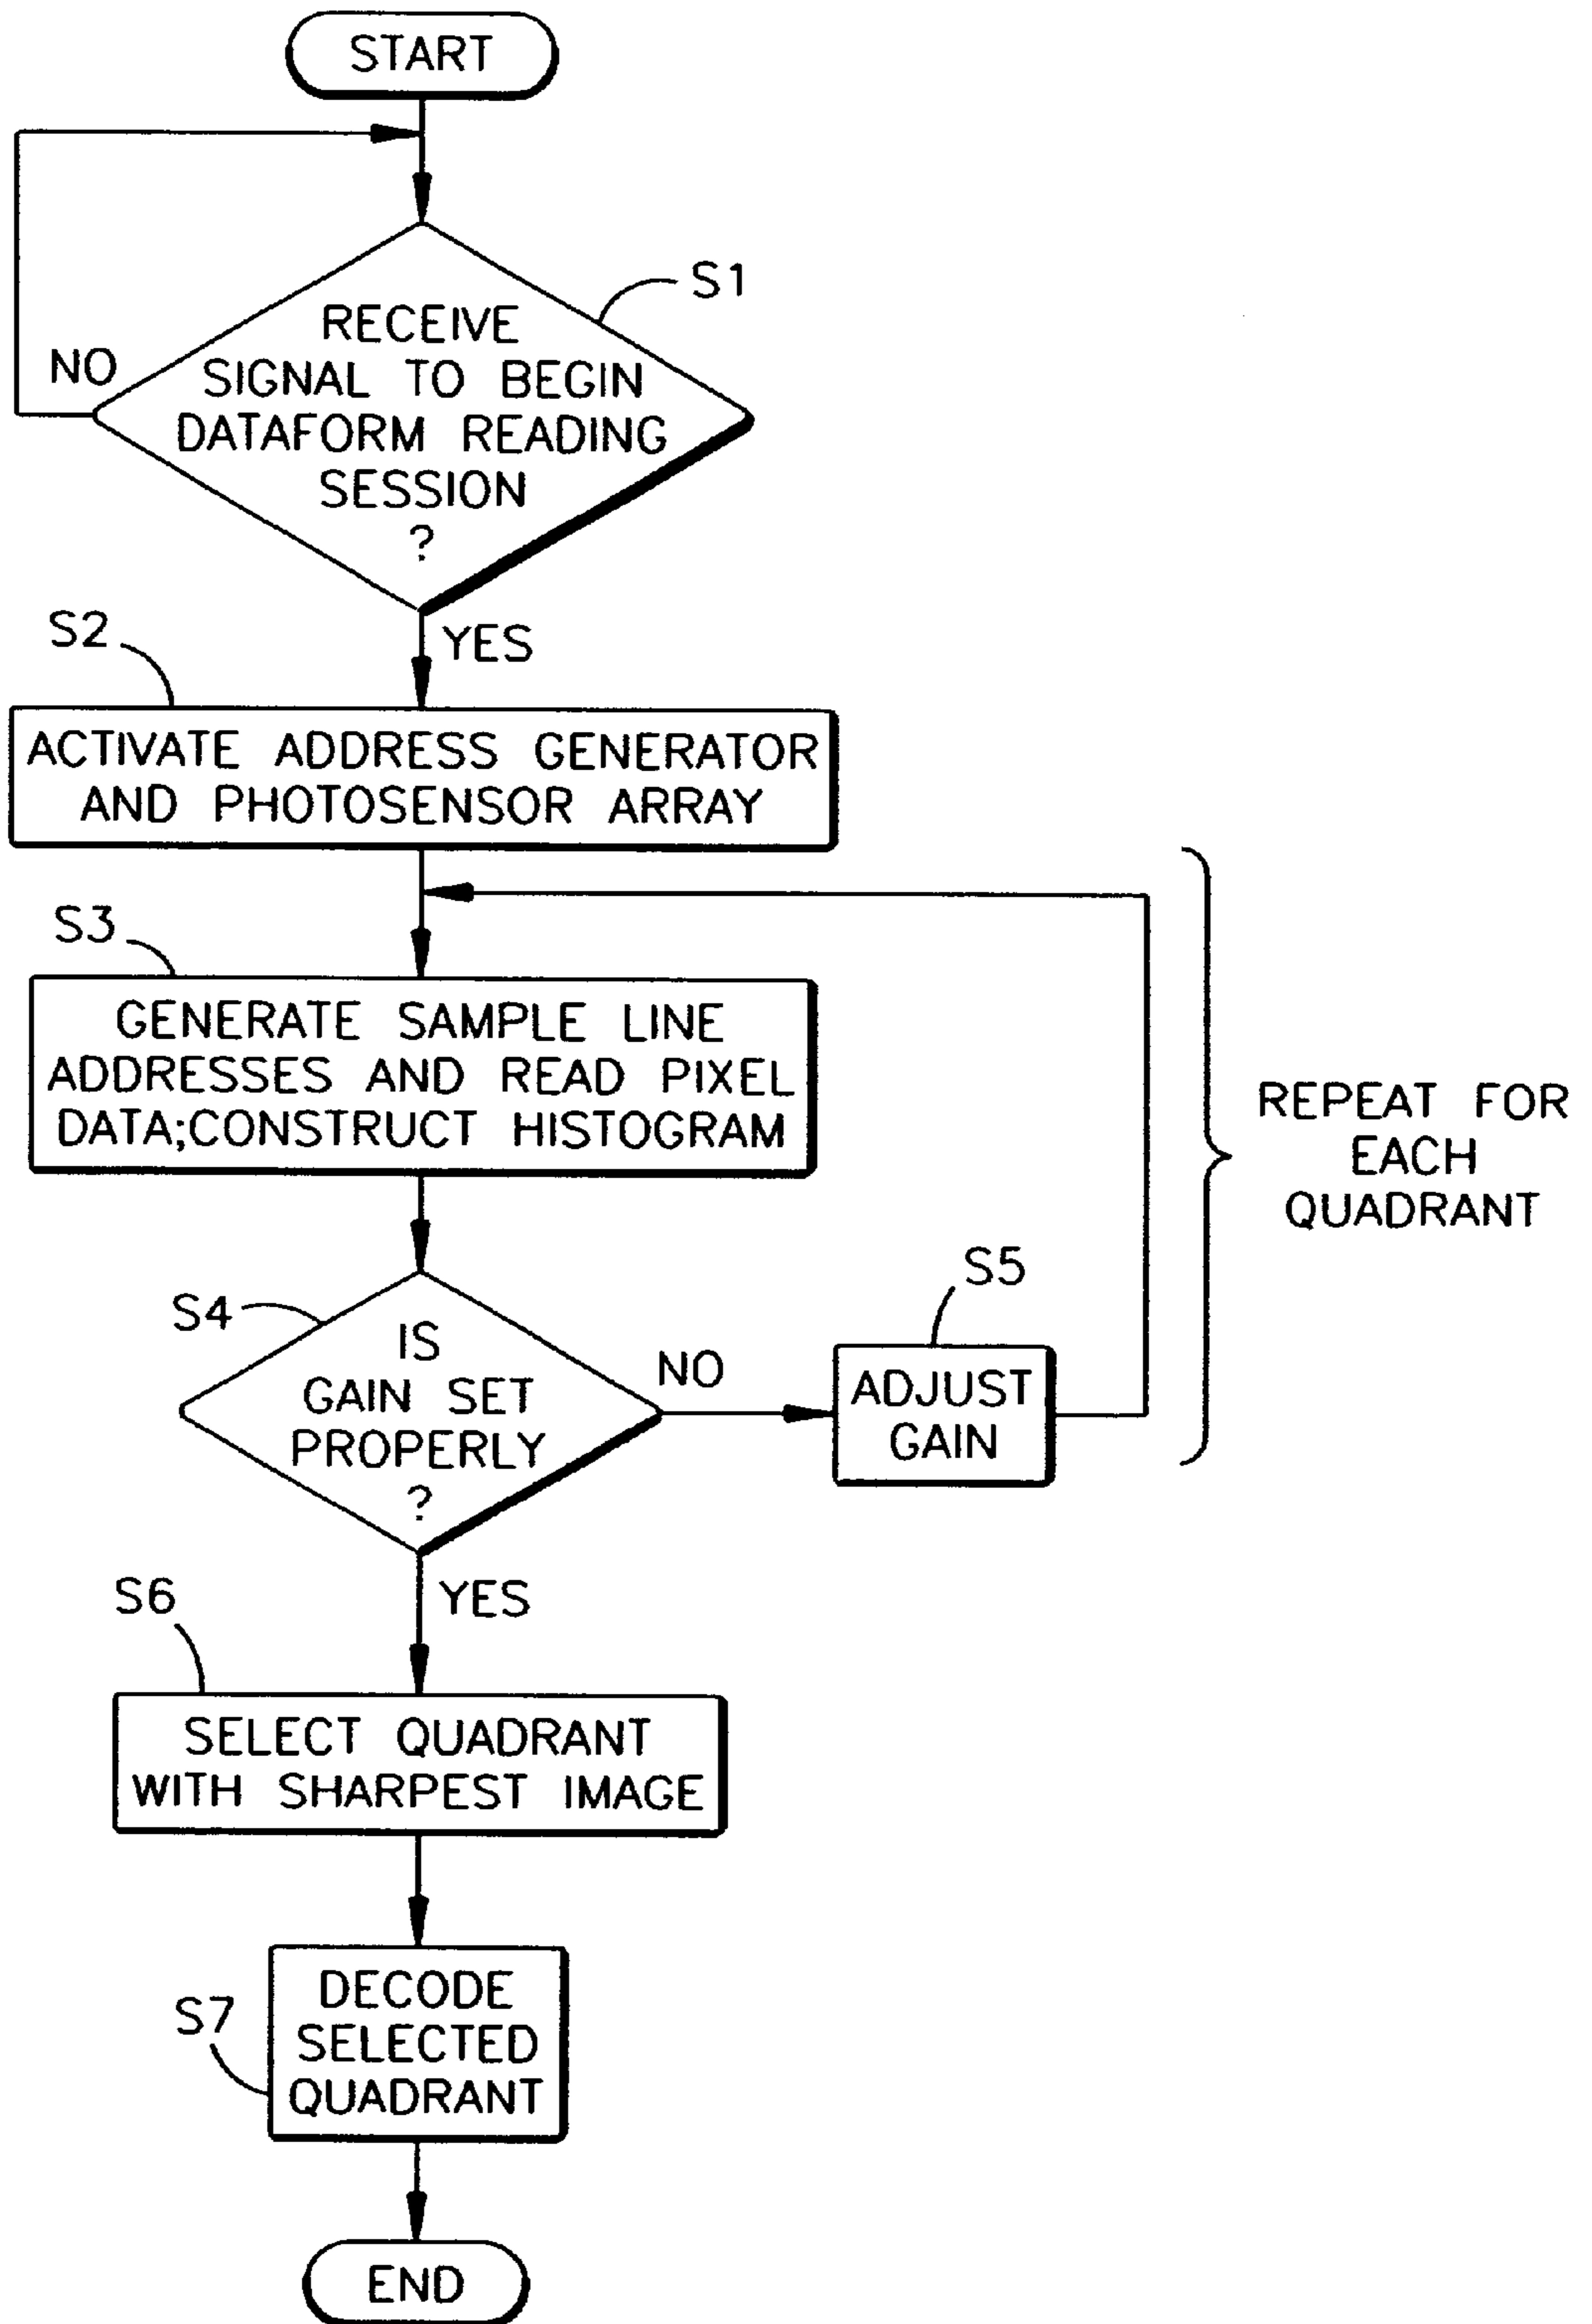 START
S1
RECEIVE
SIGNAL TO BEGIN
DATAFORM READING
SESSION
?
NO
YES
S2
ACTIVATE ADDRESS GENERATOR
AND PHOTOSENSOR ARRAY
S3
GENERATE SAMPLE LINE
ADDRESSES AND READ PIXEL
DATA;CONSTRUCT HISTOGRAM
REPEAT FOR
EACH
QUADRANT
S4
IS
GAIN SET
PROPERLY
?
NO
S5
ADJUST
GAIN
YES
S6
SELECT QUADRANT
WITH SHARPEST IMAGE
S7
DECODE
SELECTED
QUADRANT
END